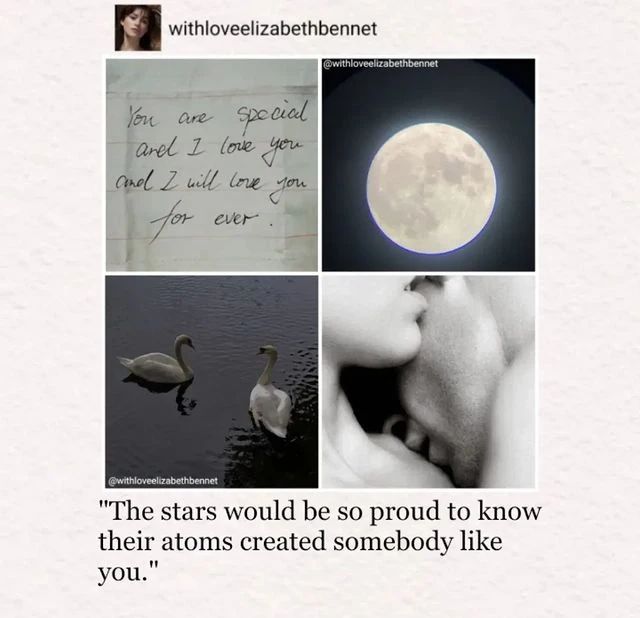 withloveelizabethbennet
You are special
and I love you
and I will love you
for ever.
@withloveelizabethbennet
@withloveelizabethbennet
"The stars would be so proud to know
their atoms created somebody like
you."